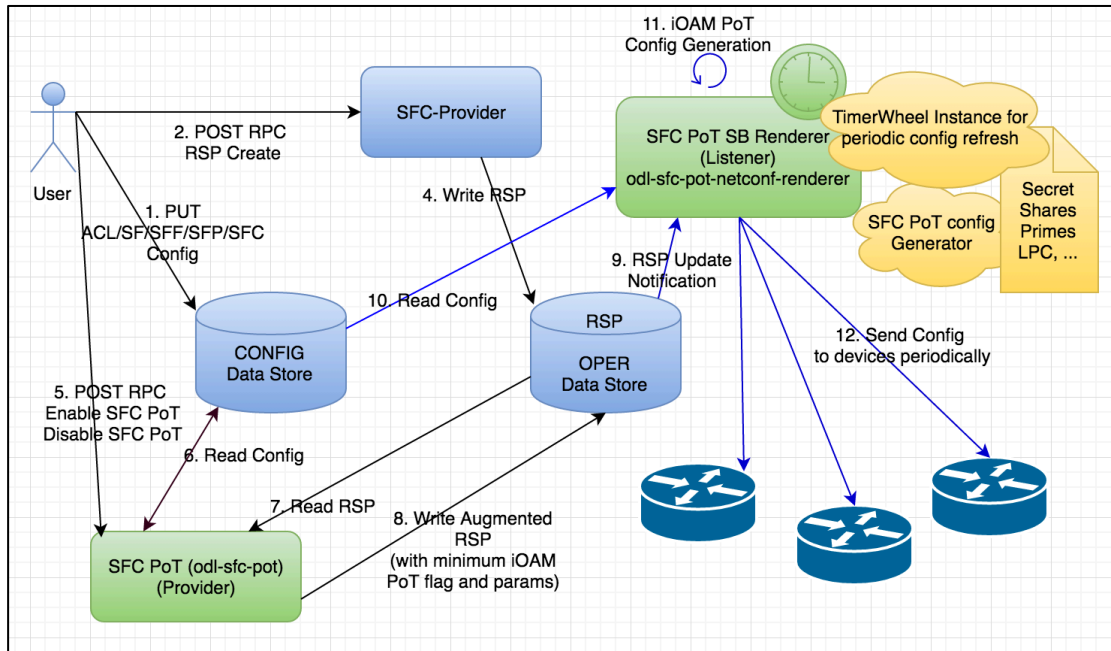 11. iOAM PoT
Config Generation
SFC-Provider
2. POST RPC
RSP Create
User
SFC PoT SB Renderer
(Listener)
odl-sfc-pot-netconf-renderer
TimerWheel Instance for
periodic config refresh
SFC PoT config
Generator
Secret
Shares
Primes
LPC, ...
1. PUT
ACL/SF/SFF/SFP/SFC
Config
4. Write RSP
9. RSP Update
Notification
10. Read Config
RSP
OPER
Data Store
CONFIG
Data Store
12. Send Config
to devices periodically
5. POST RPC
Enable SFC PoT
Disable SFC PoT
6. Read Config
7. Read RSP
8. Write Augmented
RSP
(with minimum iOAM
PoT flag and params)
SFC PoT (odl-sfc-pot)
(Provider)